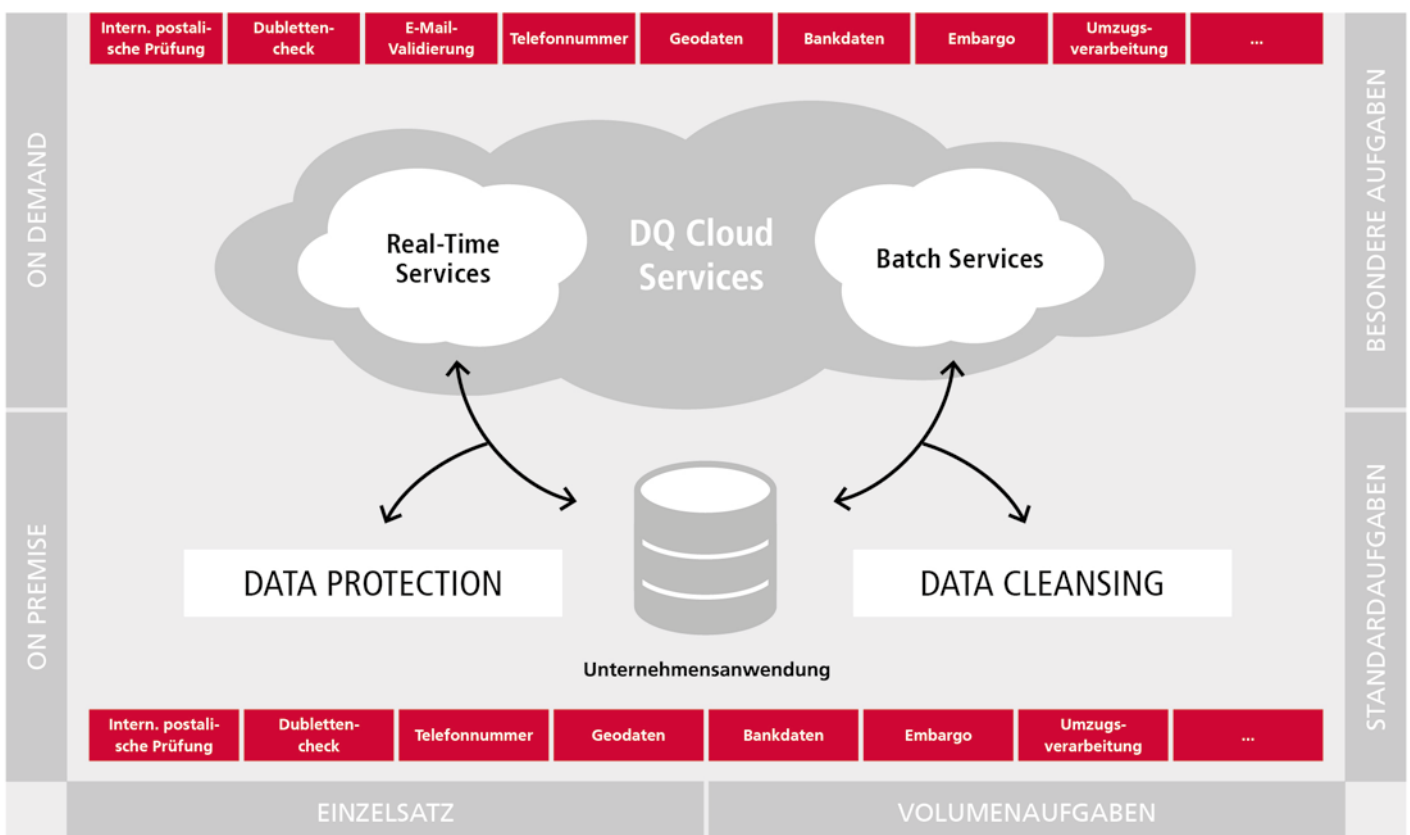 Intern. postali-
sche Prüfung
Dubletten-
check
E-Mail-
Validierung
Telefonnummer
Geodaten
Bankdaten
Embargo
Umzugs-
verarbeitung
...
ON DEMAND
BESONDERE AUFGABEN
Real-Time
Services
DQ Cloud
Services
Batch Services
ON PREMISE
STANDARDAUFGABEN
DATA PROTECTION
DATA CLEANSING
Unternehmensanwendung
Intern. postali-
sche Prüfung
Dubletten-
check
Telefonnummer
Geodaten
Bankdaten
Embargo
Umzugs-
verarbeitung
...
EINZELSATZ
VOLUMENAUFGABEN